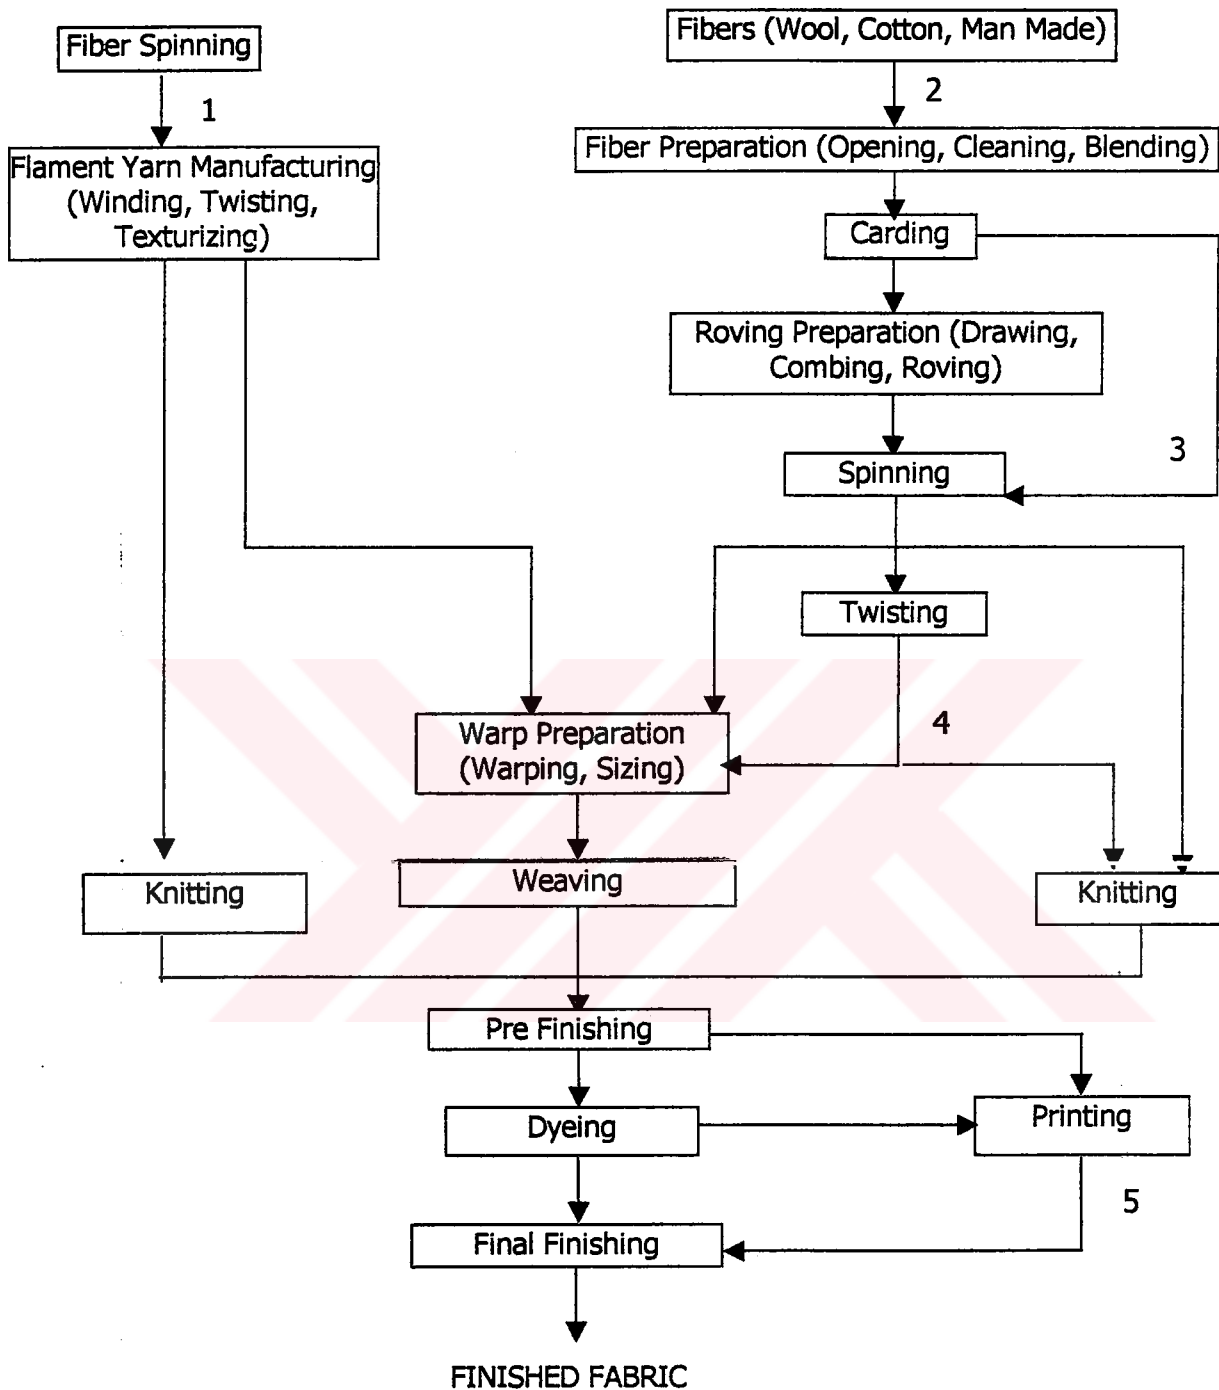 Fiber Spinning
Fibers (Wool, Cotton, Man Made)
1
2
Flament Yarn Manufacturing
(Winding, Twisting,
Texturizing)
Fiber Preparation (Opening, Cleaning, Blending)
Carding
Roving Preparation (Drawing,
Combing, Roving)
3
Spinning
Twisting
Warp Preparation
(Warping, Sizing)
4
Knitting
Weaving
Knitting
Pre Finishing
Dyeing
Printing
5
Final Finishing
FINISHED FABRIC